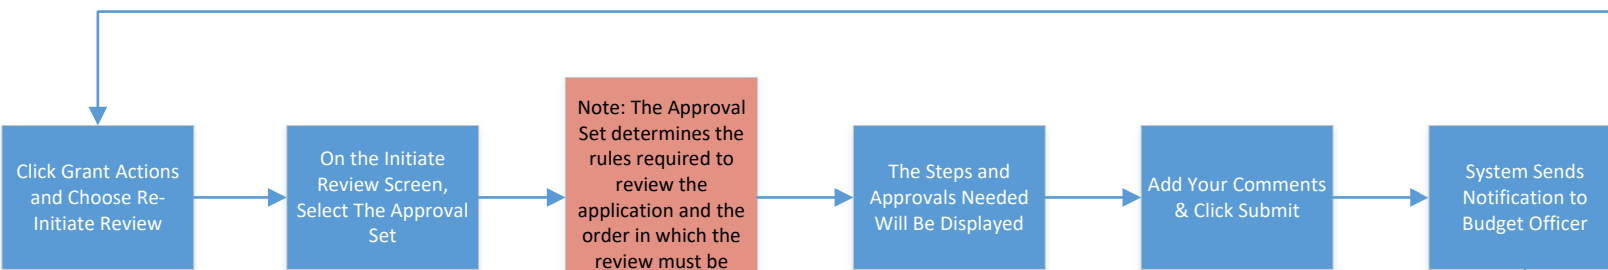 Click Grant Actions
and Choose Re-
Initiate Review
On the Initiate
Review Screen,
Select The Approval
Set
Note: The Approval
Set determines the
rules required to
review the
application and the
order in which the
review must be
The Steps and
Approvals Needed
Will Be Displayed
Add Your Comments
& Click Submit
System Sends
Notification to
Budget Officer